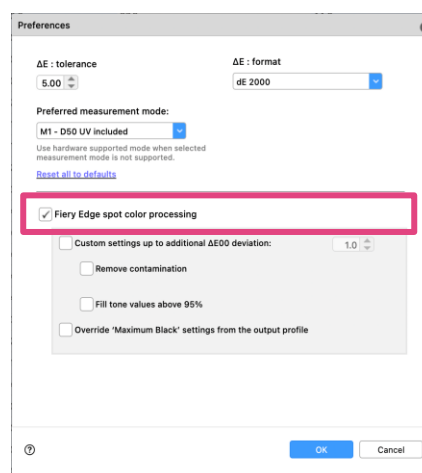 Preferences
ΔE : tolerance
ΔE : format
5.00
dE 2000
Preferred measurement mode:
M1 - D50 UV included
Use hardware supported mode when selected
measurement mode is not supported.
Reset all to defaults
Fiery Edge spot color processing
Custom settings up to additional ΔE00 deviation:
1.0
Remove contamination
Fill tone values above 95%
Override ‘Maximum Black’ settings from the output profile
?
OK
Cancel